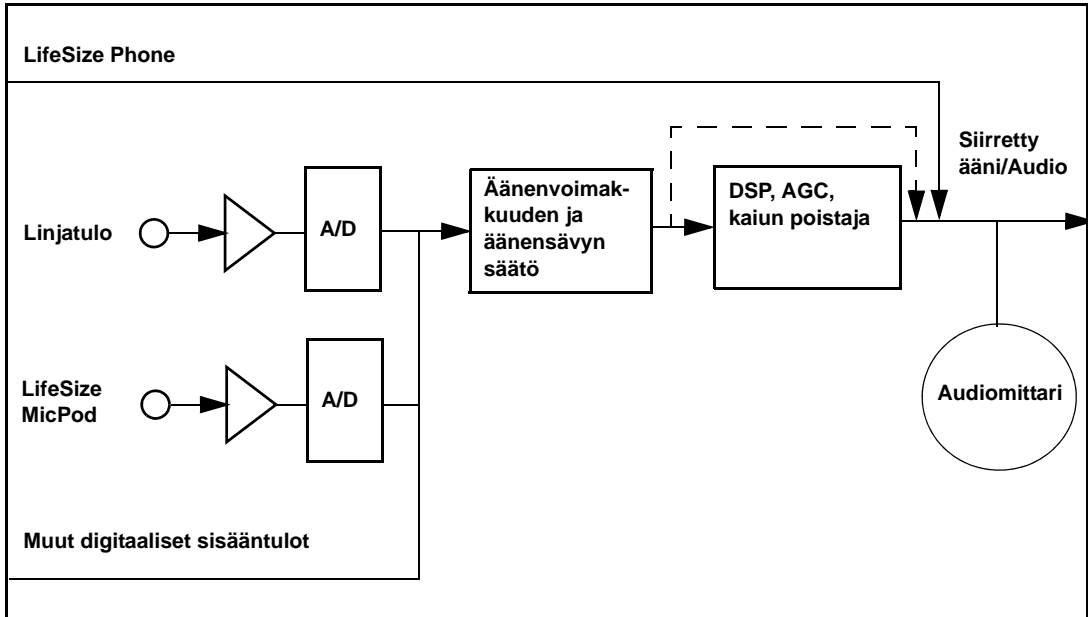 LifeSize Phone
Siirretty
ääni/Audio
Linjatulo
A/D
Äänenvoimak-
kuuden ja
äänensävyn
säätö
DSP, AGC,
kaiun poistaja
LifeSize
MicPod
A/D
Audiomittari
Muut digitaaliset sisääntulot